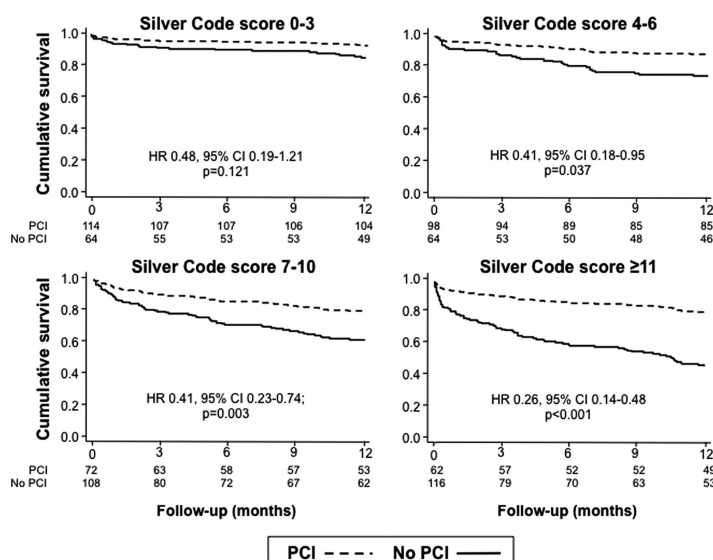 Silver Code score 0-3
Cumulative survival
1.0
0.8
0.6
0.4
0.2
0.0
HR 0.48, 95% CI 0.19-1.21
p=0.121
0 3 6 9 12
PCI 114 107 107 106 104
No PCI 64 55 53 53 49
Silver Code score 4-6
1.0
0.8
0.6
0.4
0.2
0.0
HR 0.41, 95% CI 0.18-0.95
p=0.037
0 3 6 9 12
98 94 89 85 85
64 53 50 48 46
Silver Code score 7-10
Cumulative survival
1.0
0.8
0.6
0.4
0.2
0.0
HR 0.41, 95% CI 0.23-0.74;
p=0.003
0 3 6 9 12
PCI 72 63 58 57 53
No PCI 108 80 72 67 62
Follow-up (months)
Silver Code score ≥11
1.0
0.8
0.6
0.4
0.2
0.0
HR 0.26, 95% CI 0.14-0.48
p<0.001
0 3 6 9 12
62 57 52 52 49
116 79 70 63 53
Follow-up (months)
PCI No PCI